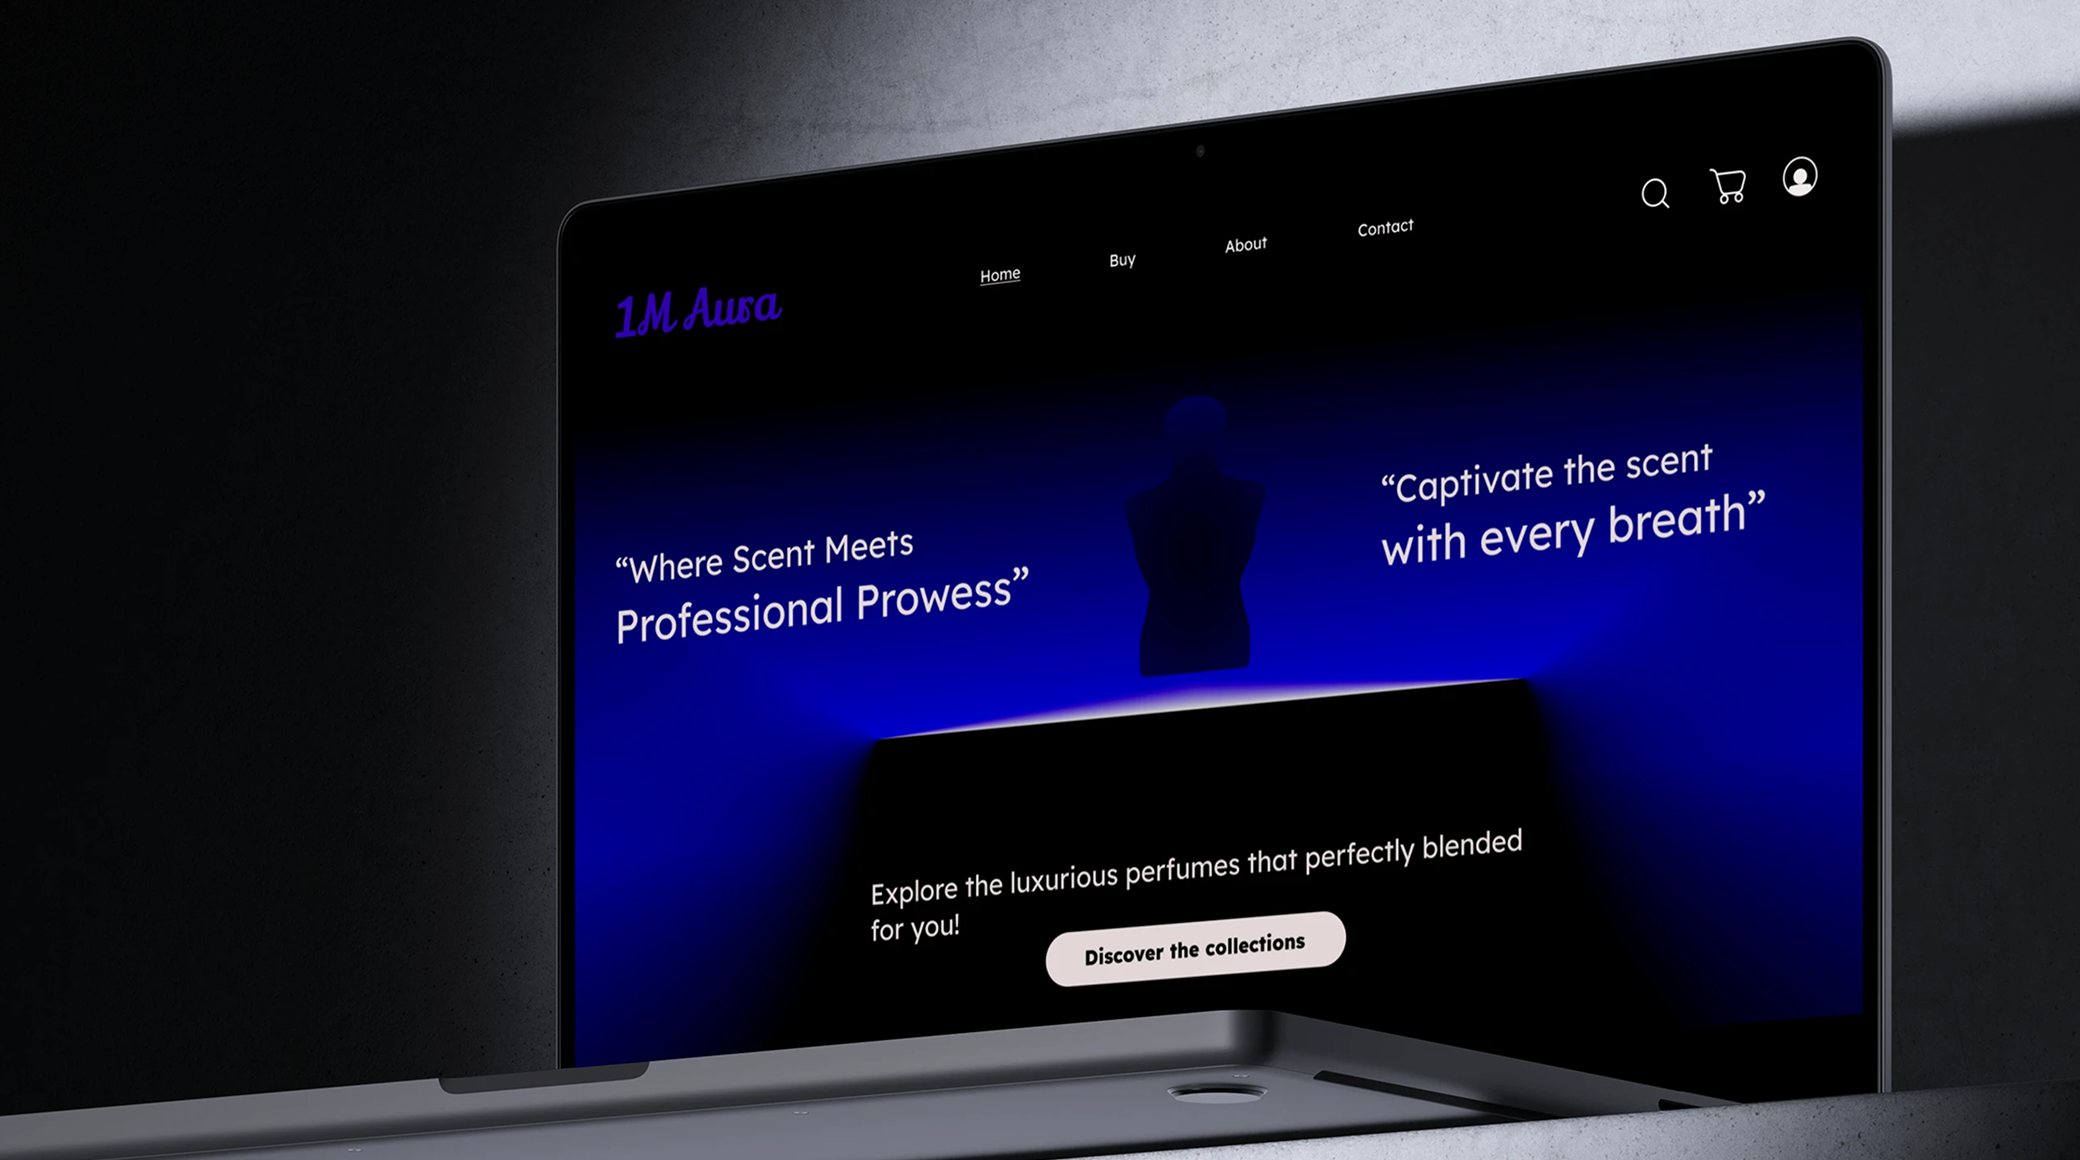 1M Aura
Home
Buy
About
Contact
“Where Scent Meets
Professional Prowess”
“Captivate the scent
with every breath”
Explore the luxurious perfumes that perfectly blended
for you!
Discover the collections